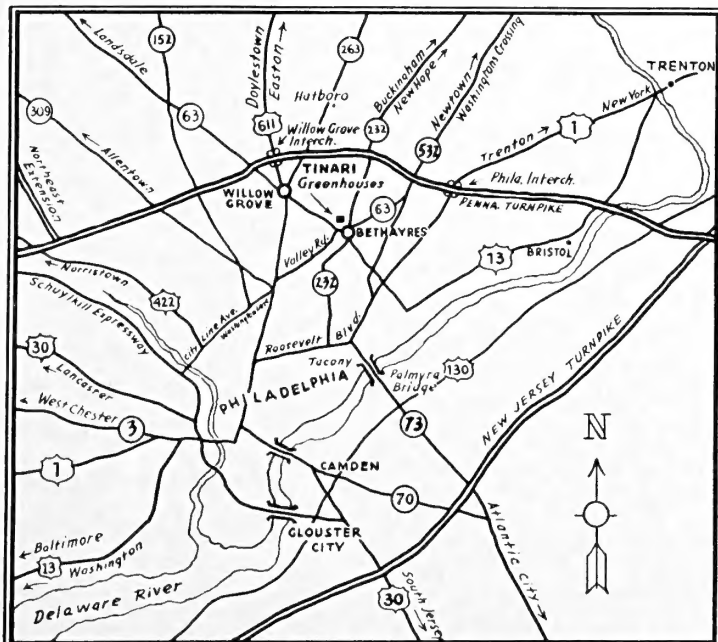 Landsdale
152
Doylestown
Easton
263
Buckingham
New Hope
Newtown
Washingtons Crossing
TRENTON
309
63
Hatboro
611
232
532
New York
Trenton
1
Allentown
Willow Grove
Interch.
Northeast
Extension
TINARI
Greenhouses
Phila. Interch.
WILLOW
GROVE
63
PENNA. TURNPIKE
BETHAYRES
Valley Rd.
13
BRISTOL
Norristown
422
232
Schuylkill Expressway
City Line Ave.
Washington Lane
Roosevelt Blvd.
30
Lancaster
Tacony
Palmyra
Bridge
130
NEW JERSEY TURNPIKE
PHILADELPHIA
West Chester
3
73
N
1
CAMDEN
70
Baltimore
13
Washington
GLOUSTER
CITY
Atlantic City
Delaware River
30
South Jersey